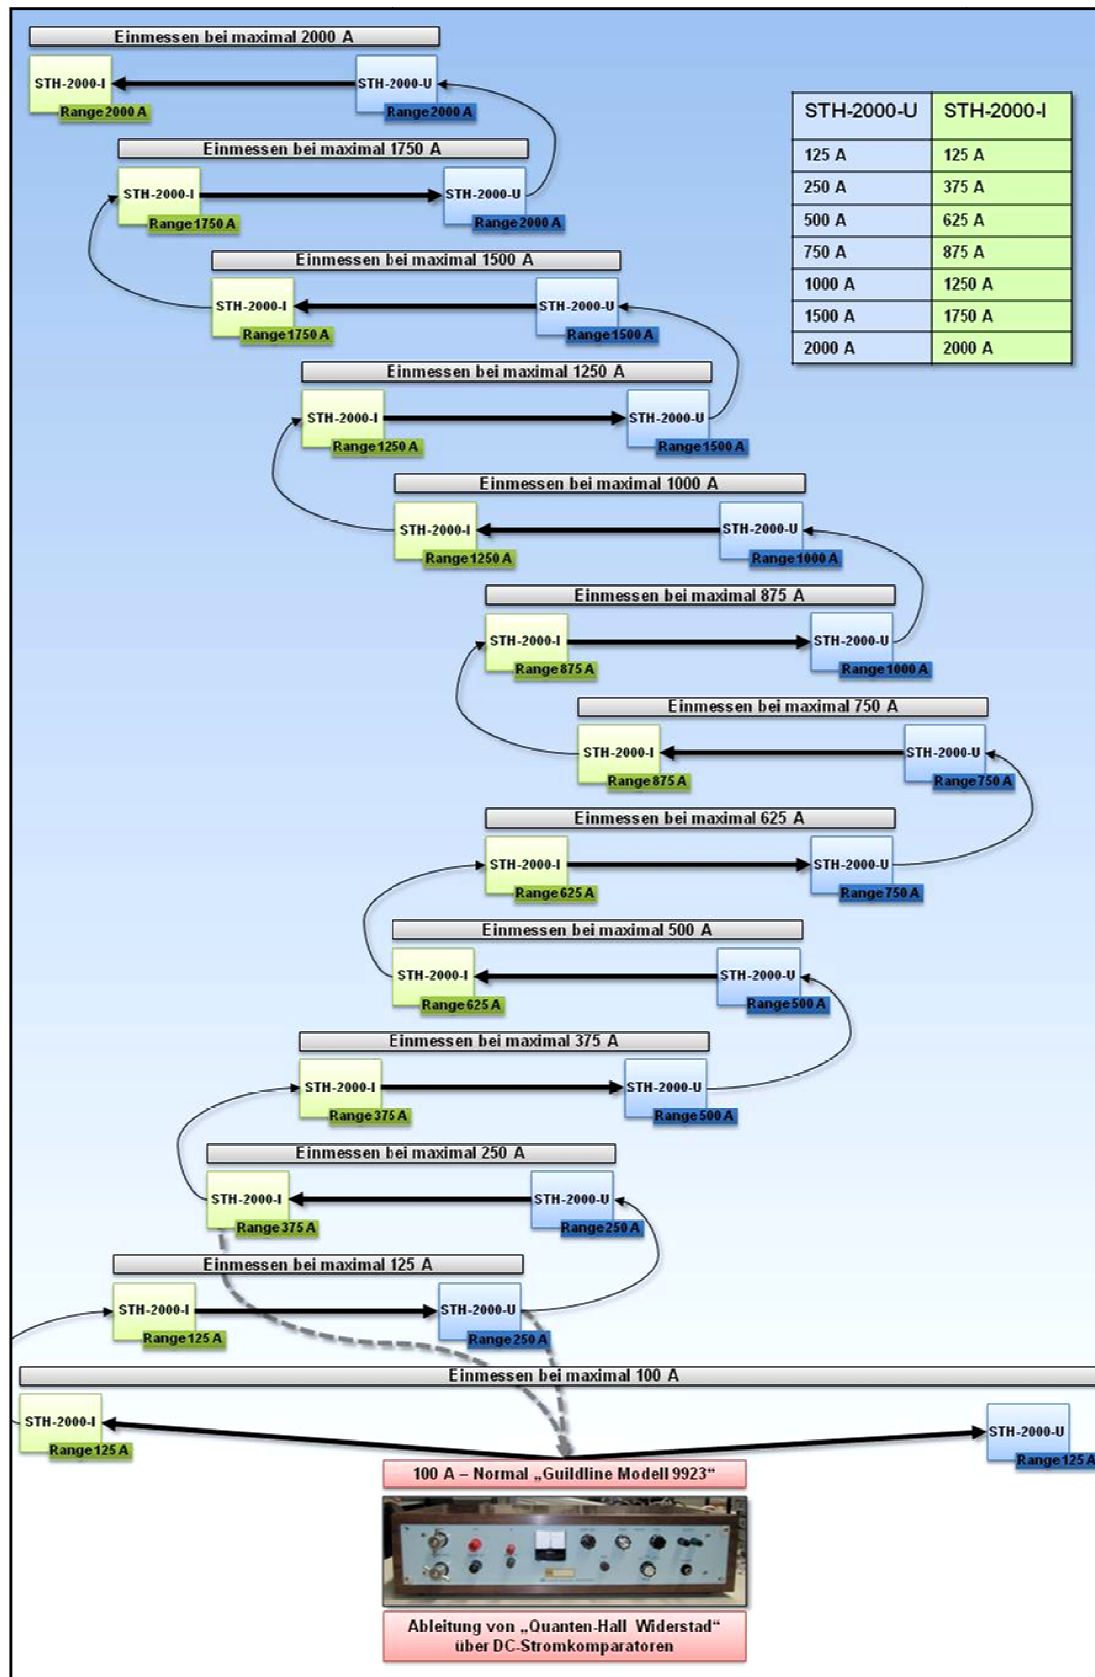 Einmessen bei maximal 2000 A
STH-2000-I
Range 2000 A
STH-2000-U
Range 2000 A
STH-2000-U STH-2000-I
125 A 125 A
250 A 375 A
500 A 625 A
750 A 875 A
1000 A 1250 A
1500 A 1750 A
2000 A 2000 A
Einmessen bei maximal 1750 A
STH-2000-I
Range 1750 A
STH-2000-U
Range 2000 A
Einmessen bei maximal 1500 A
STH-2000-I
Range 1750 A
STH-2000-U
Range 1500 A
Einmessen bei maximal 1250 A
STH-2000-I
Range 1250 A
STH-2000-U
Range 1500 A
Einmessen bei maximal 1000 A
STH-2000-I
Range 1250 A
STH-2000-U
Range 1000 A
Einmessen bei maximal 875 A
STH-2000-I
Range 875 A
STH-2000-U
Range 1000 A
Einmessen bei maximal 750 A
STH-2000-I
Range 875 A
STH-2000-U
Range 750 A
Einmessen bei maximal 625 A
STH-2000-I
Range 625 A
STH-2000-U
Range 750 A
Einmessen bei maximal 500 A
STH-2000-I
Range 625 A
STH-2000-U
Range 500 A
Einmessen bei maximal 375 A
STH-2000-I
Range 375 A
STH-2000-U
Range 500 A
Einmessen bei maximal 250 A
STH-2000-I
Range 375 A
STH-2000-U
Range 250 A
Einmessen bei maximal 125 A
STH-2000-I
Range 125 A
STH-2000-U
Range 250 A
Einmessen bei maximal 100 A
STH-2000-I
Range 125 A
STH-2000-U
Range 125 A
100 A – Normal „Guildline Modell 9923“
Ableitung von „Quanten-Hall Widerstad“
über DC-Stromkomparatoren